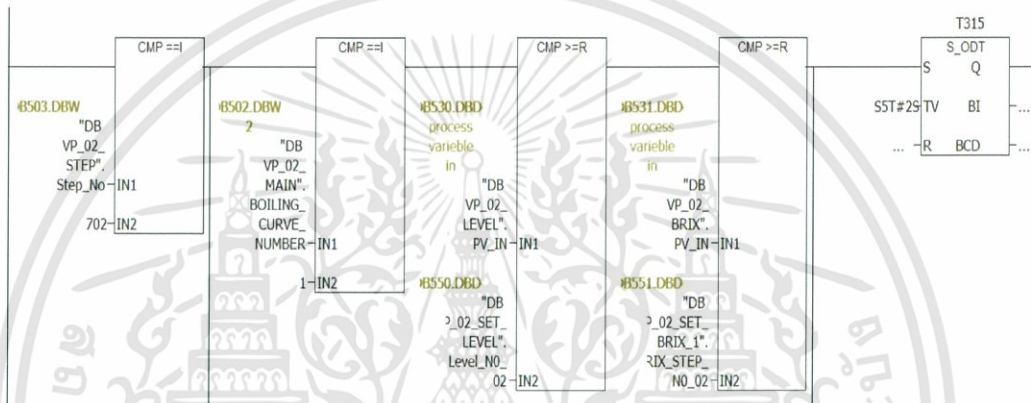 T315
CMP ==I
CMP ==I
CMP >=R
CMP >=R
S_ODT
S
Q
B503.DBW
"DB
VP_02_
STEP".
Step_No
IN1
702
IN2
B502.DBW
2
"DB
VP_02_
MAIN".
BOILING_
CURVE_
NUMBER
IN1
1
IN2
B530.DBD
process
varieble
in
"DB
VP_02_
LEVEL".
PV_IN
IN1
B550.DBD
"DB
P_02_SET_
LEVEL".
Level_N0_
02
IN2
B531.DBD
process
varieble
in
"DB
VP_02_
BRIX".
PV_IN
IN1
B551.DBD
"DB
P_02_SET_
BRIX_1".
RIX_STEP_
N0_02
IN2
S5T#2S
TV
BI
...
...
R
BCD
...